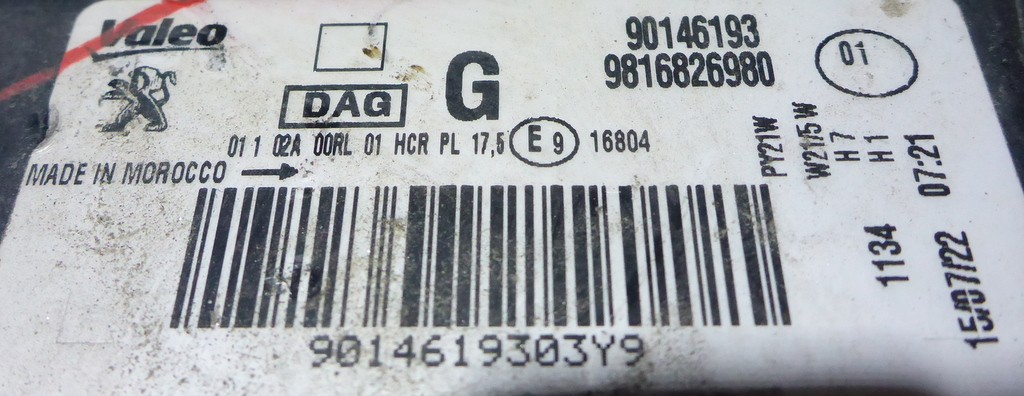 Valeo
DAG
G
90146193
9816826980
01
01 1 02A 00RL 01 HCR PL 17,5 E 9 16804
MADE IN MOROCCO
PY21W
W21/5W
H7
H1
07:21
1134
15/07/22
9014619303Y9